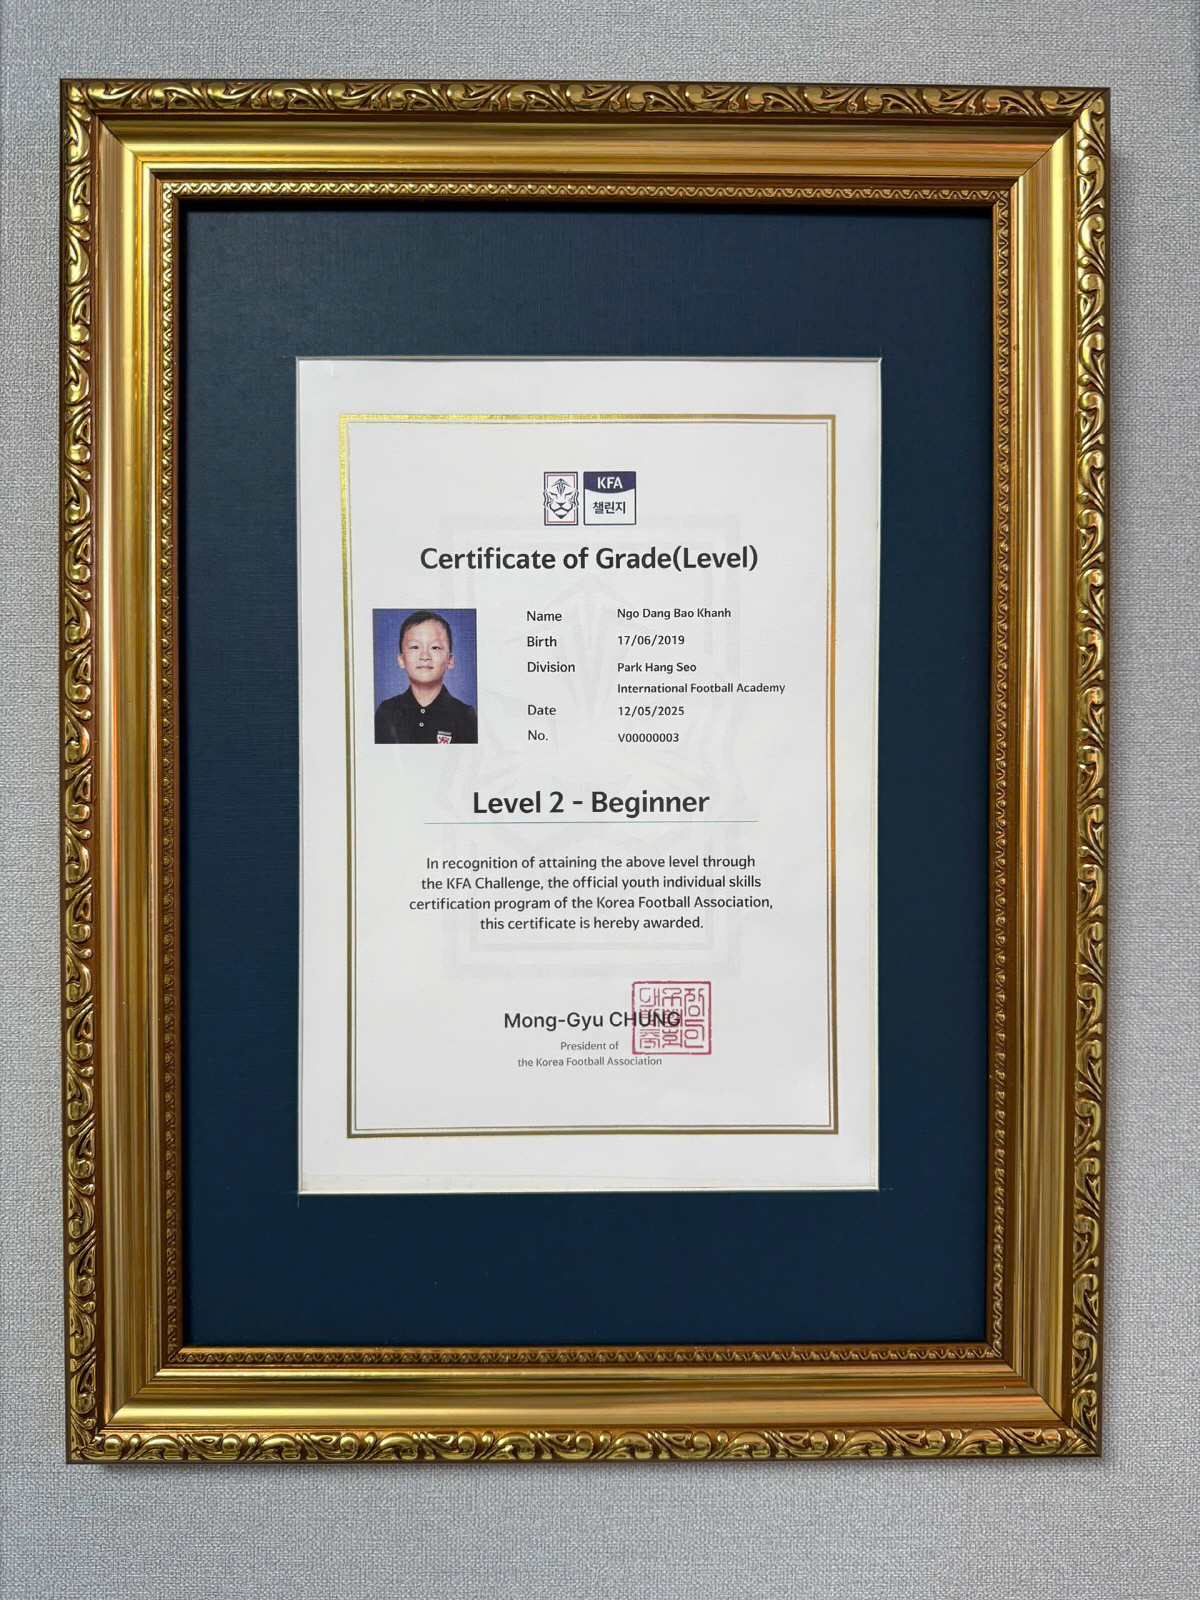 KFA
챌린지
Certificate of Grade(Level)
Name Ngo Dang Bao Khanh
Birth 17/06/2019
Division Park Hang Seo
International Football Academy
Date 12/05/2025
No. V00000003
Level 2 - Beginner
In recognition of attaining the above level through
the KFA Challenge, the official youth individual skills
certification program of the Korea Football Association,
this certificate is hereby awarded.
Mong-Gyu CHUNG
President of
the Korea Football Association